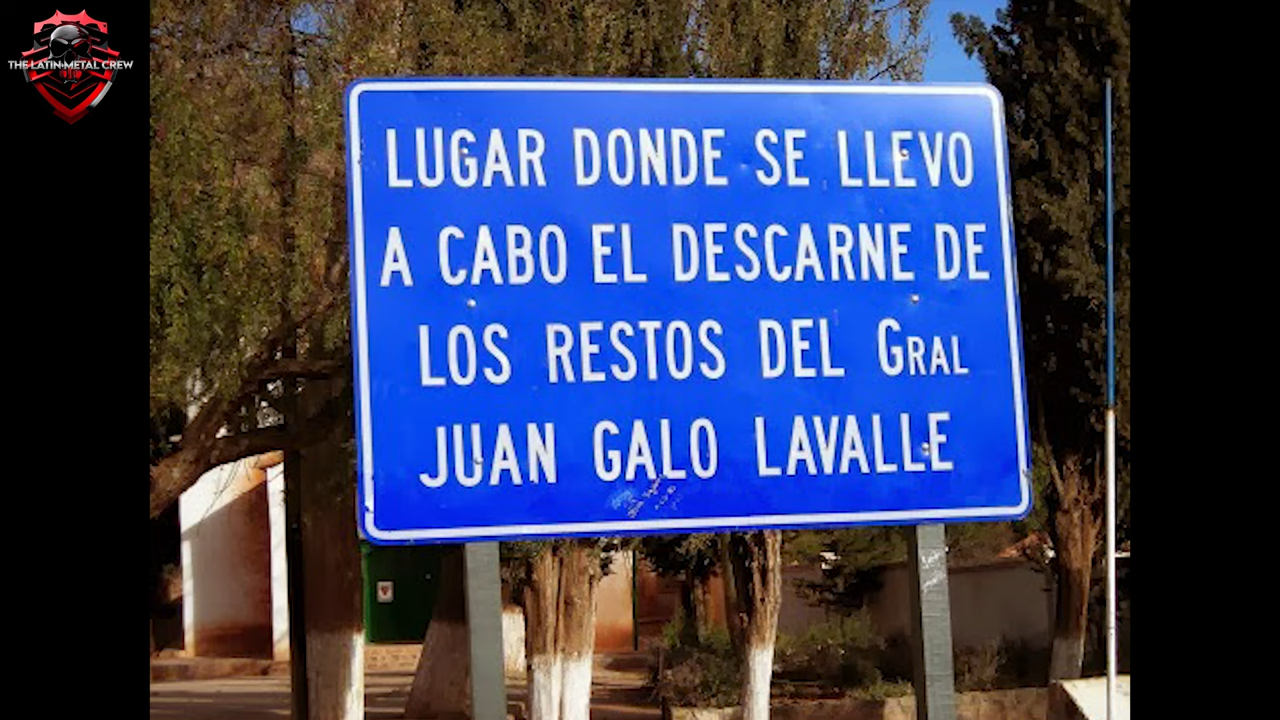 THE LATIN METAL CREW
LUGAR DONDE SE LLEVO
A CABO EL DESCARNE DE
LOS RESTOS DEL GRAL
JUAN GALO LAVALLE